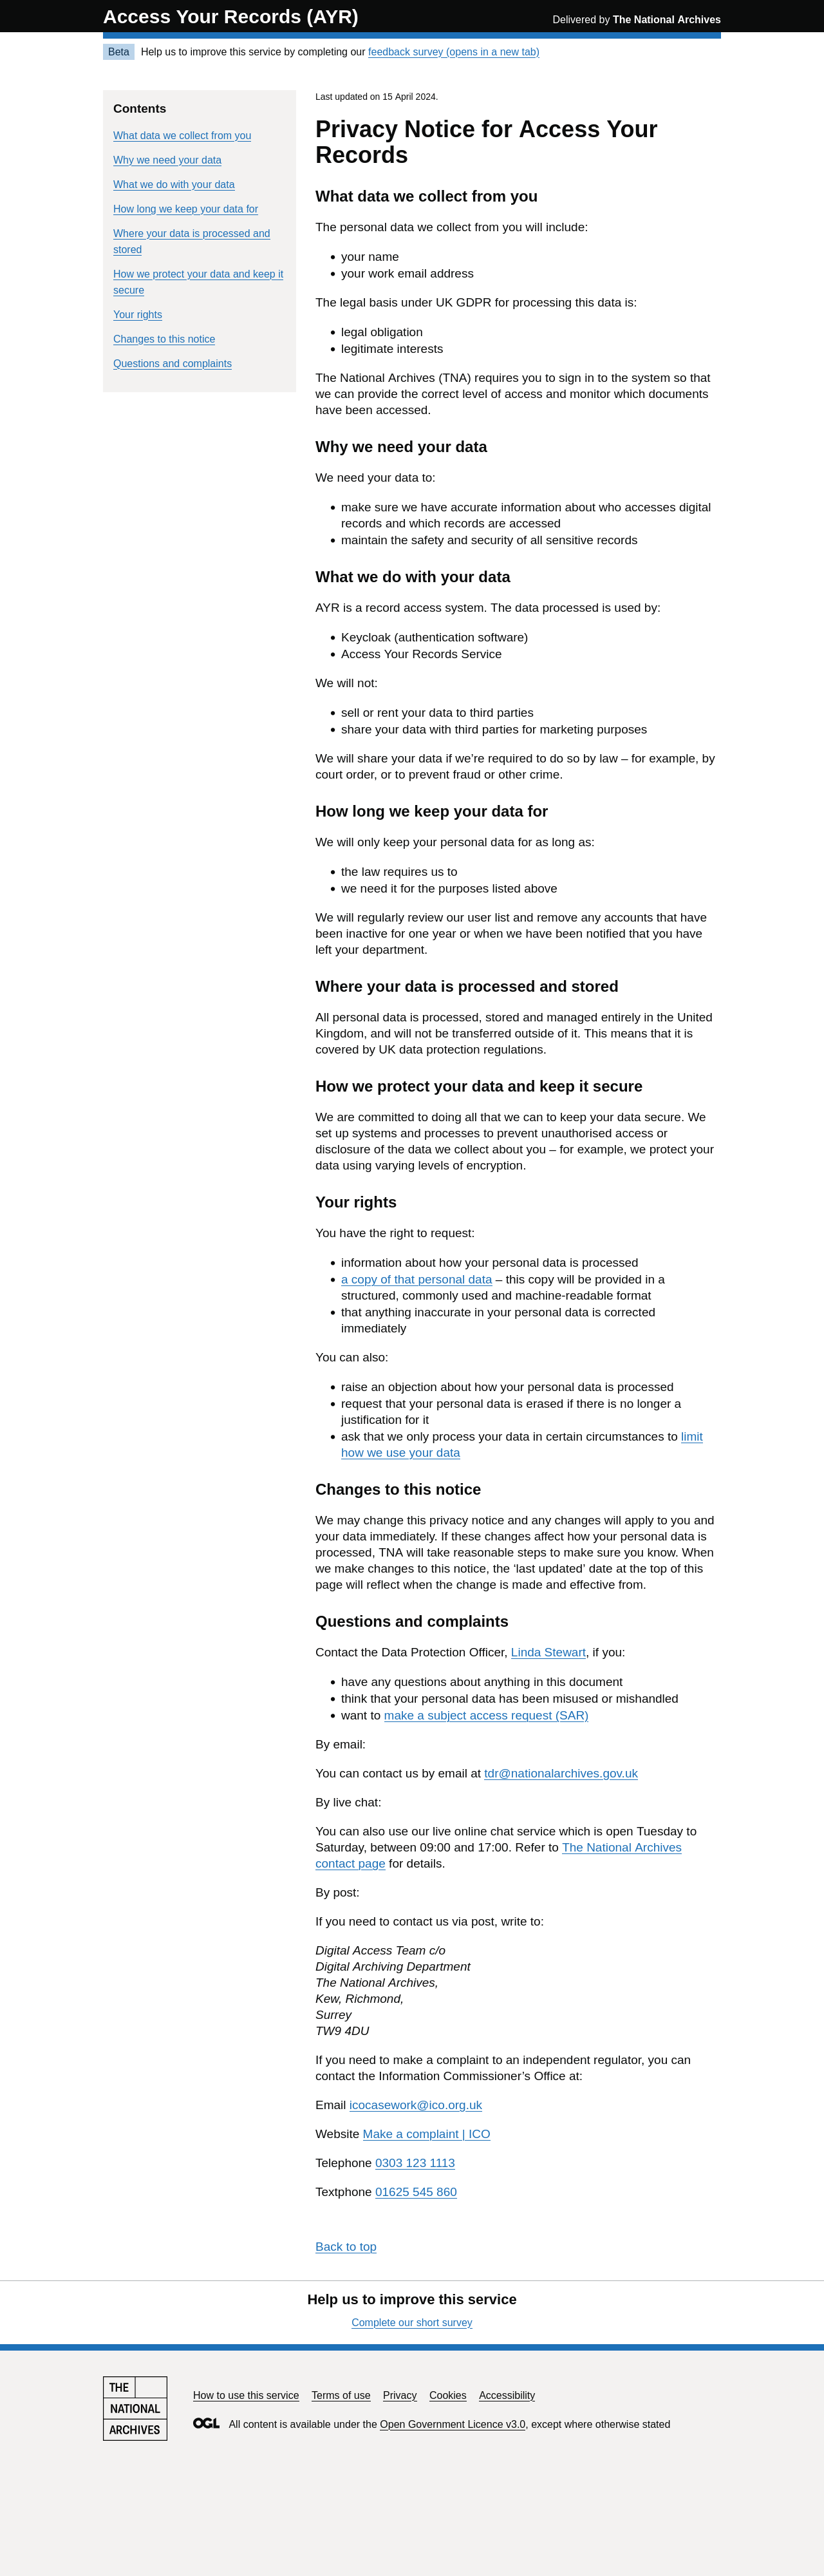 Access Your Records (AYR)
Delivered by The National Archives
Beta Help us to improve this service by completing our feedback survey (opens in a new tab)
Contents
What data we collect from you
Why we need your data
What we do with your data
How long we keep your data for
Where your data is processed and
stored
How we protect your data and keep it
secure
Your rights
Changes to this notice
Questions and complaints
Last updated on 15 April 2024.
Privacy Notice for Access Your
Records
What data we collect from you
The personal data we collect from you will include:
• your name
• your work email address
The legal basis under UK GDPR for processing this data is:
• legal obligation
• legitimate interests
The National Archives (TNA) requires you to sign in to the system so that
we can provide the correct level of access and monitor which documents
have been accessed.
Why we need your data
We need your data to:
• make sure we have accurate information about who accesses digital
records and which records are accessed
• maintain the safety and security of all sensitive records
What we do with your data
AYR is a record access system. The data processed is used by:
• Keycloak (authentication software)
• Access Your Records Service
We will not:
• sell or rent your data to third parties
• share your data with third parties for marketing purposes
We will share your data if we’re required to do so by law – for example, by
court order, or to prevent fraud or other crime.
How long we keep your data for
We will only keep your personal data for as long as:
• the law requires us to
• we need it for the purposes listed above
We will regularly review our user list and remove any accounts that have
been inactive for one year or when we have been notified that you have
left your department.
Where your data is processed and stored
All personal data is processed, stored and managed entirely in the United
Kingdom, and will not be transferred outside of it. This means that it is
covered by UK data protection regulations.
How we protect your data and keep it secure
We are committed to doing all that we can to keep your data secure. We
set up systems and processes to prevent unauthorised access or
disclosure of the data we collect about you – for example, we protect your
data using varying levels of encryption.
Your rights
You have the right to request:
• information about how your personal data is processed
• a copy of that personal data – this copy will be provided in a
structured, commonly used and machine-readable format
• that anything inaccurate in your personal data is corrected
immediately
You can also:
• raise an objection about how your personal data is processed
• request that your personal data is erased if there is no longer a
justification for it
• ask that we only process your data in certain circumstances to limit
how we use your data
Changes to this notice
We may change this privacy notice and any changes will apply to you and
your data immediately. If these changes affect how your personal data is
processed, TNA will take reasonable steps to make sure you know. When
we make changes to this notice, the ‘last updated’ date at the top of this
page will reflect when the change is made and effective from.
Questions and complaints
Contact the Data Protection Officer, Linda Stewart, if you:
• have any questions about anything in this document
• think that your personal data has been misused or mishandled
• want to make a subject access request (SAR)
By email:
You can contact us by email at tdr@nationalarchives.gov.uk
By live chat:
You can also use our live online chat service which is open Tuesday to
Saturday, between 09:00 and 17:00. Refer to The National Archives
contact page for details.
By post:
If you need to contact us via post, write to:
Digital Access Team c/o
Digital Archiving Department
The National Archives,
Kew, Richmond,
Surrey
TW9 4DU
If you need to make a complaint to an independent regulator, you can
contact the Information Commissioner’s Office at:
Email icocasework@ico.org.uk
Website Make a complaint | ICO
Telephone 0303 123 1113
Textphone 01625 545 860
Back to top
Help us to improve this service
Complete our short survey
THE
NATIONAL
ARCHIVES
How to use this service Terms of use Privacy Cookies Accessibility
OGL All content is available under the Open Government Licence v3.0, except where otherwise stated